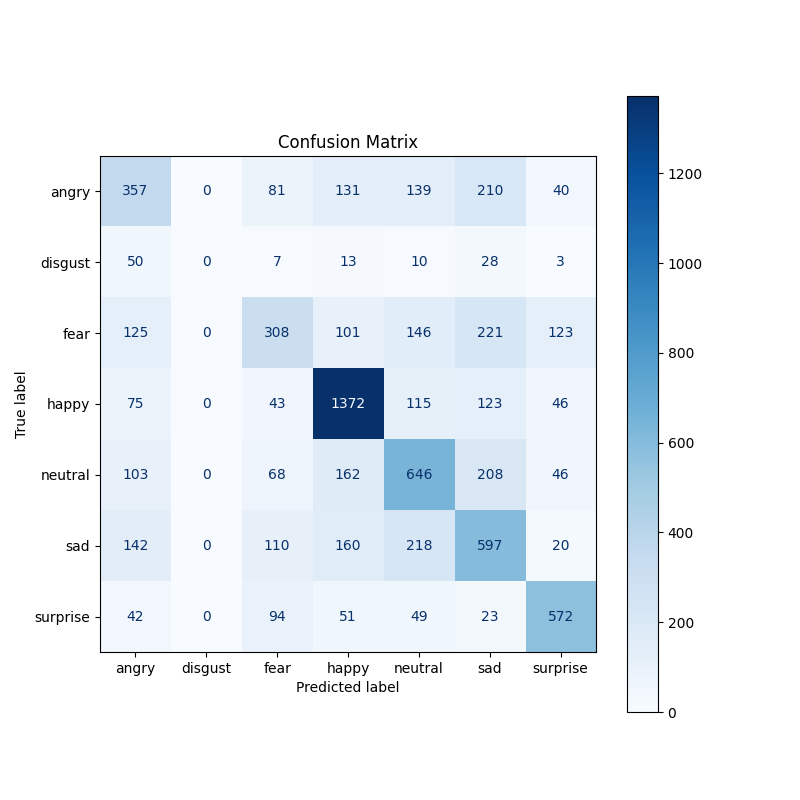 Confusion Matrix
angry 357 0 81 131 139 210 40
disgust 50 0 7 13 10 28 3
fear 125 0 308 101 146 221 123
happy 75 0 43 1372 115 123 46
neutral 103 0 68 162 646 208 46
sad 142 0 110 160 218 597 20
surprise 42 0 94 51 49 23 572
angry disgust fear happy neutral sad surprise
Predicted label
True label
1200
1000
800
600
400
200
0